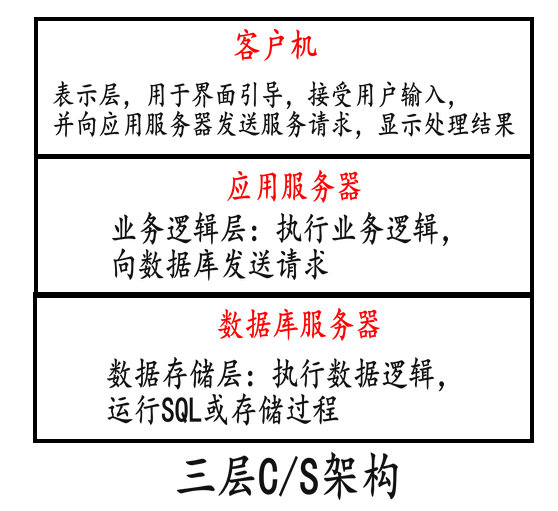 客户机
表示层，用于界面引导，接受用户输入，
并向应用服务器发送服务请求，显示处理结果
应用服务器
业务逻辑层：执行业务逻辑，
向数据库发送请求
数据库服务器
数据存储层：执行数据逻辑，
运行SQL或存储过程
三层C/S架构